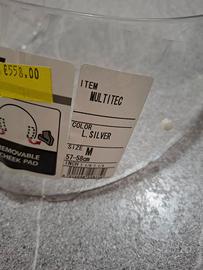 £558.00
REMOVABLE
CHEEK PAD
ITEM
MULTITEC
COLOR
L.SILVER
SIZE
M
57-58cm